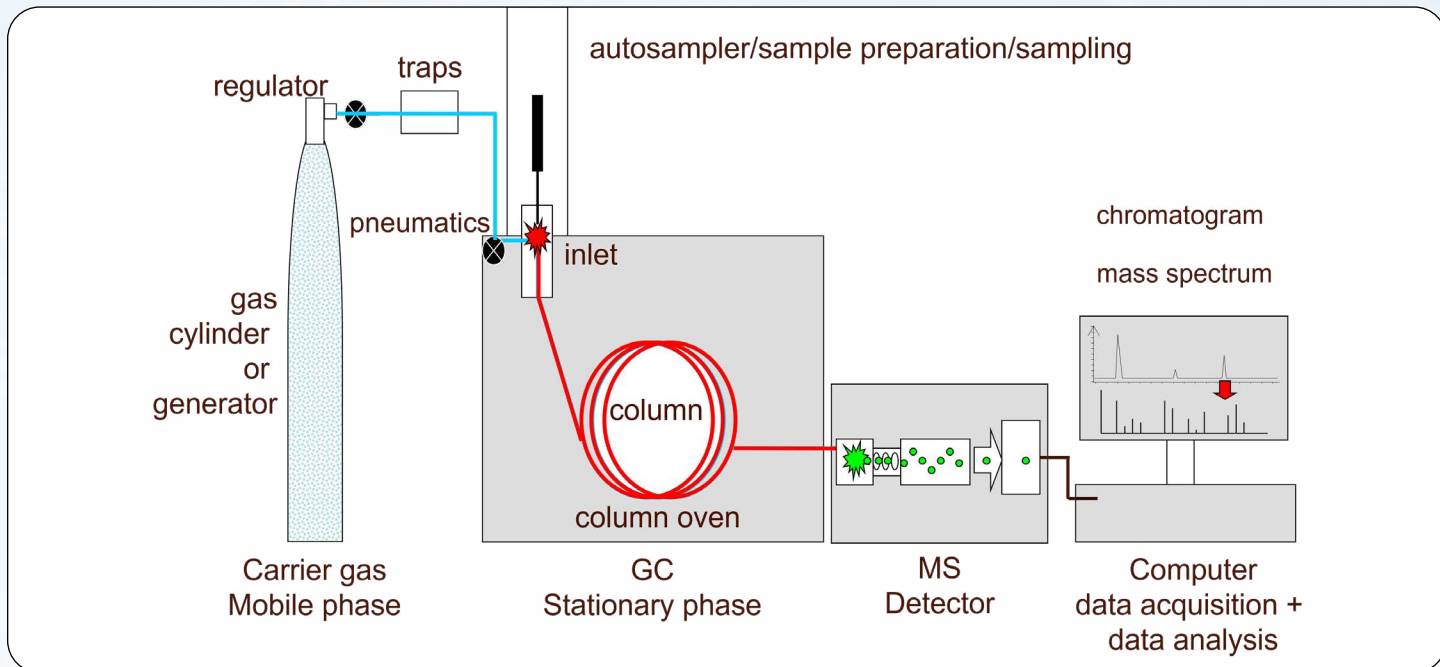 autosampler/sample preparation/sampling
traps
regulator
pneumatics
inlet
chromatogram
mass spectrum
gas
cylinder
or
generator
column
column oven
Carrier gas
Mobile phase
GC
Stationary phase
MS
Detector
Computer
data acquisition +
data analysis